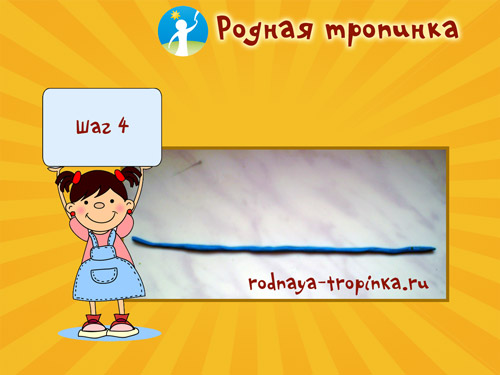 Родная тропинка
Шаг 4
rodnaya-tropinka.ru